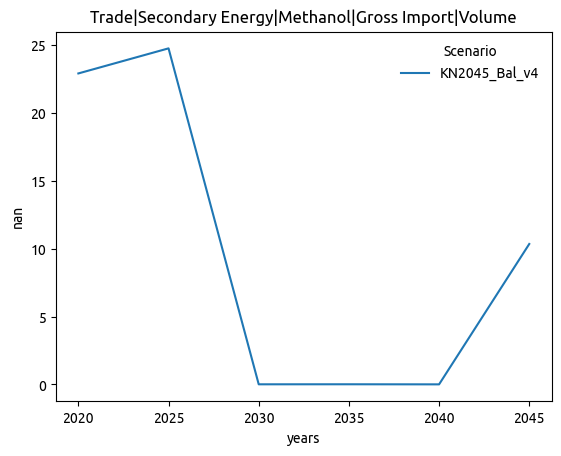 Trade|Secondary Energy|Methanol|Gross Import|Volume
Scenario
KN2045_Bal_v4
25
20
15
10
5
0
nan
2020 2025 2030 2035 2040 2045
years